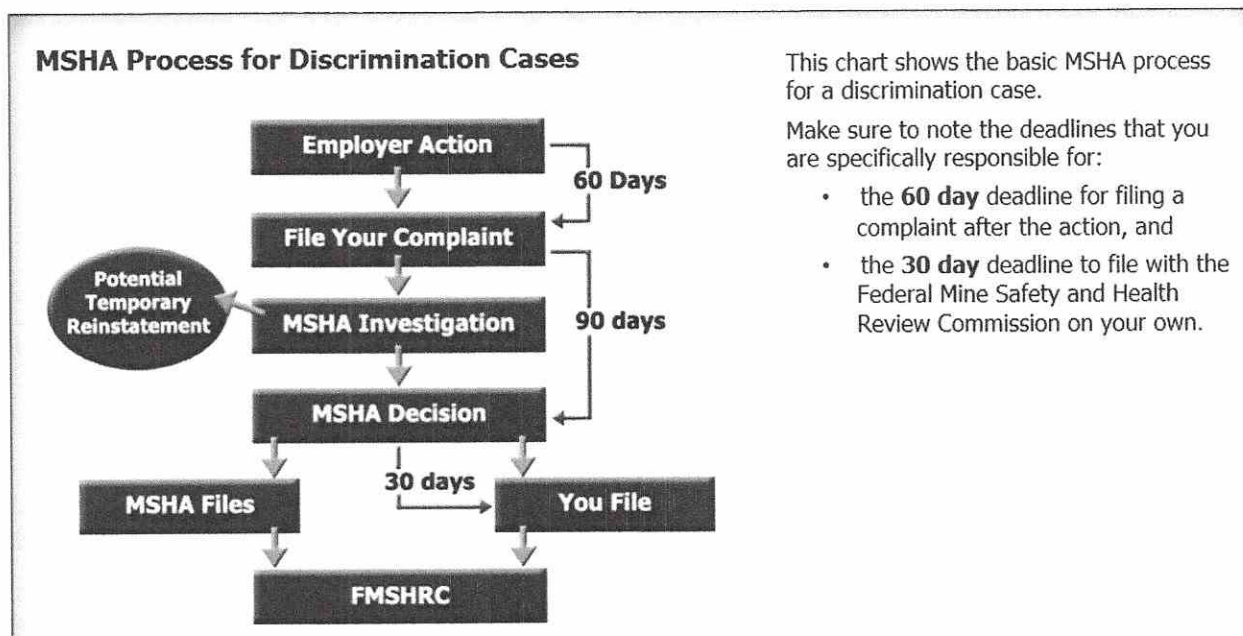 MSHA Process for Discrimination Cases
Employer Action
60 Days
File Your Complaint
Potential
Temporary
Reinstatement
MSHA Investigation
90 days
MSHA Decision
30 days
MSHA Files
You File
FMSHRC
This chart shows the basic MSHA process
for a discrimination case.
Make sure to note the deadlines that you
are specifically responsible for:
• the 60 day deadline for filing a
complaint after the action, and
• the 30 day deadline to file with the
Federal Mine Safety and Health
Review Commission on your own.